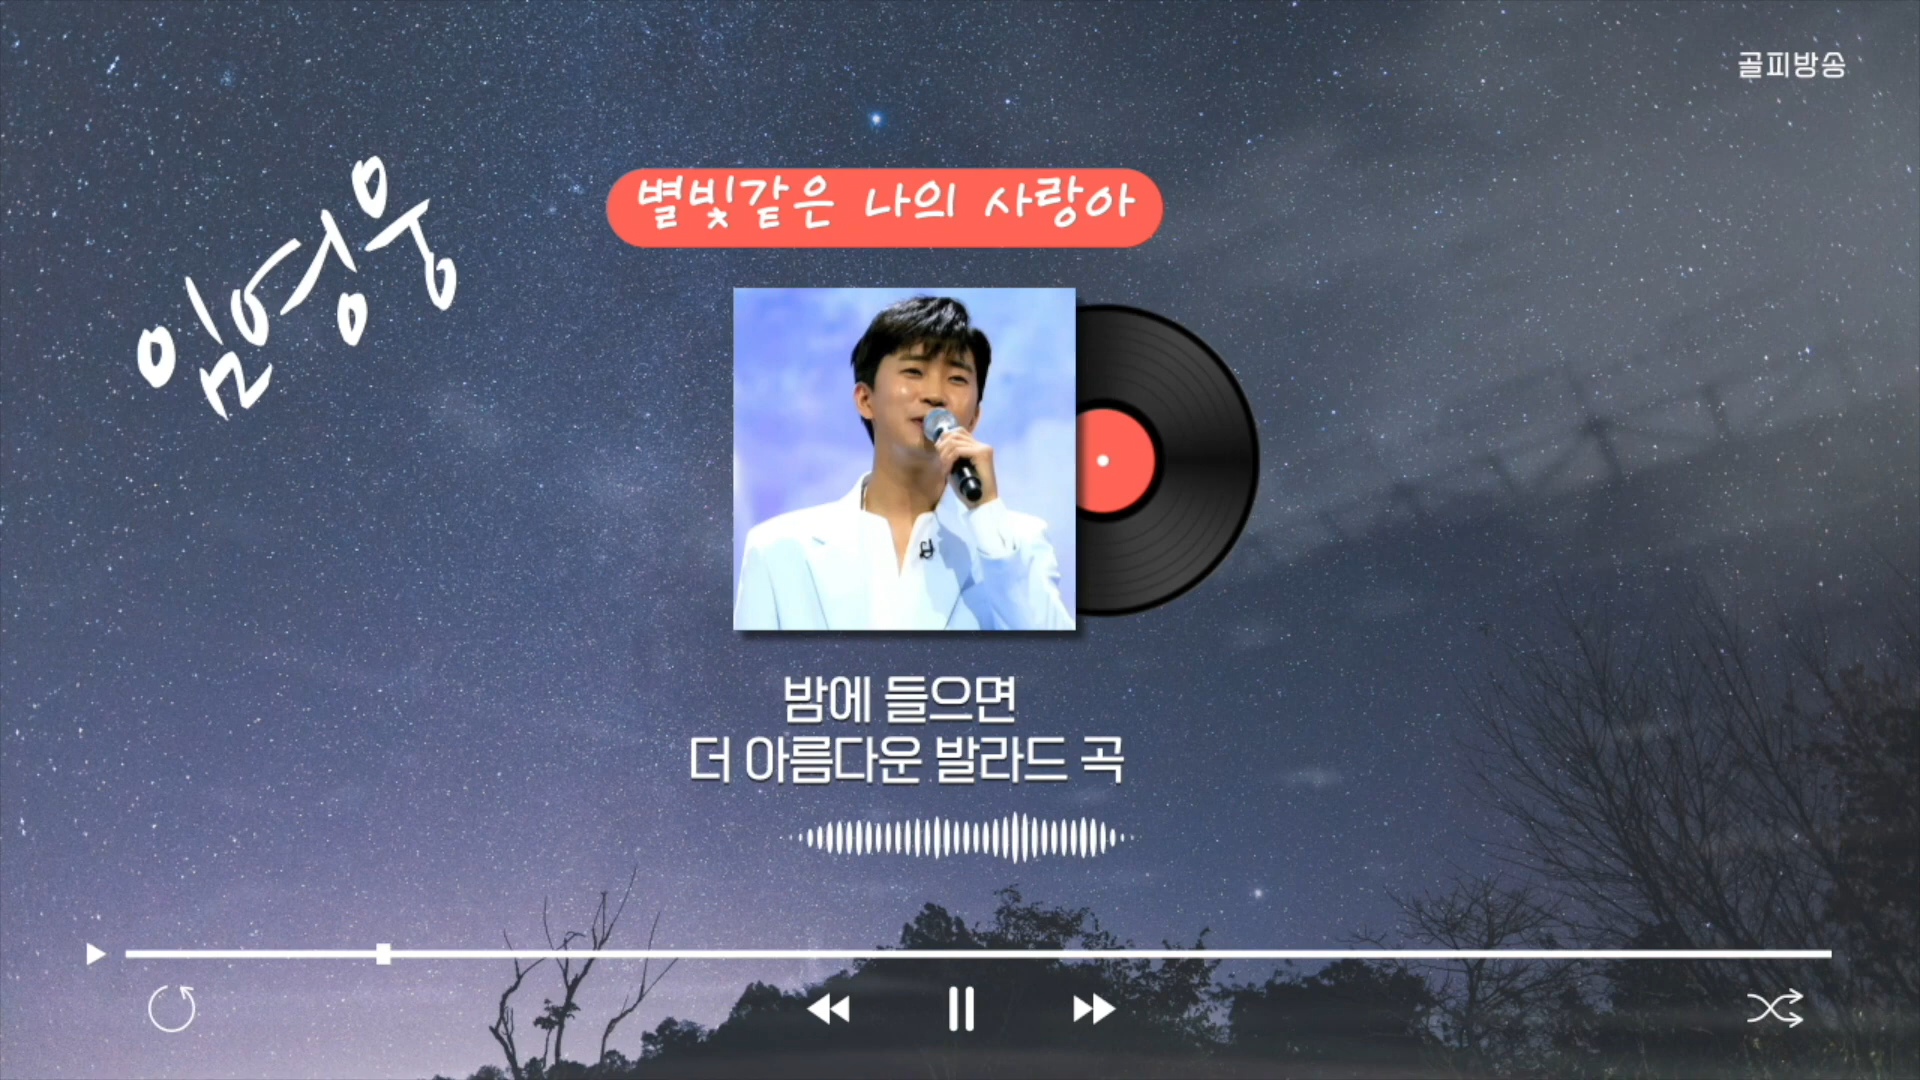 골피방송
임영웅
별빛같은 나의 사랑아
밤에 들으면
더 아름다운 발라드 곡